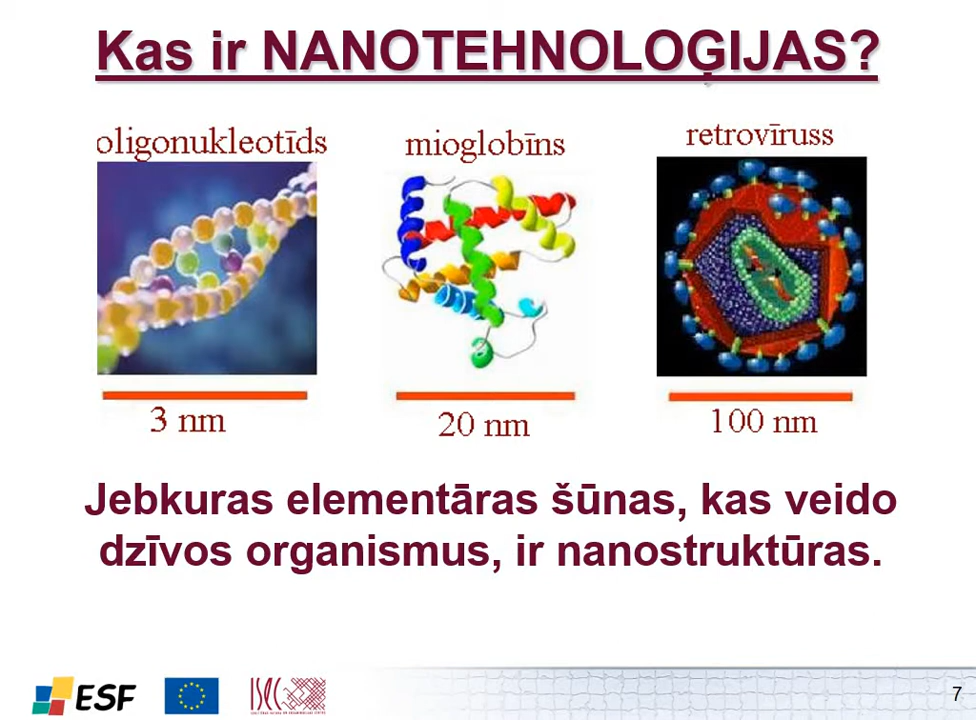 Kas ir NANOTEHNOLOĢIJAS?
oligonukleotīds
mioglobīns
retrovīruss
3 nm
20 nm
100 nm
Jebkuras elementāras šūnas, kas veido
dzīvos organismus, ir nanostruktūras.
ESF
ISEC
7